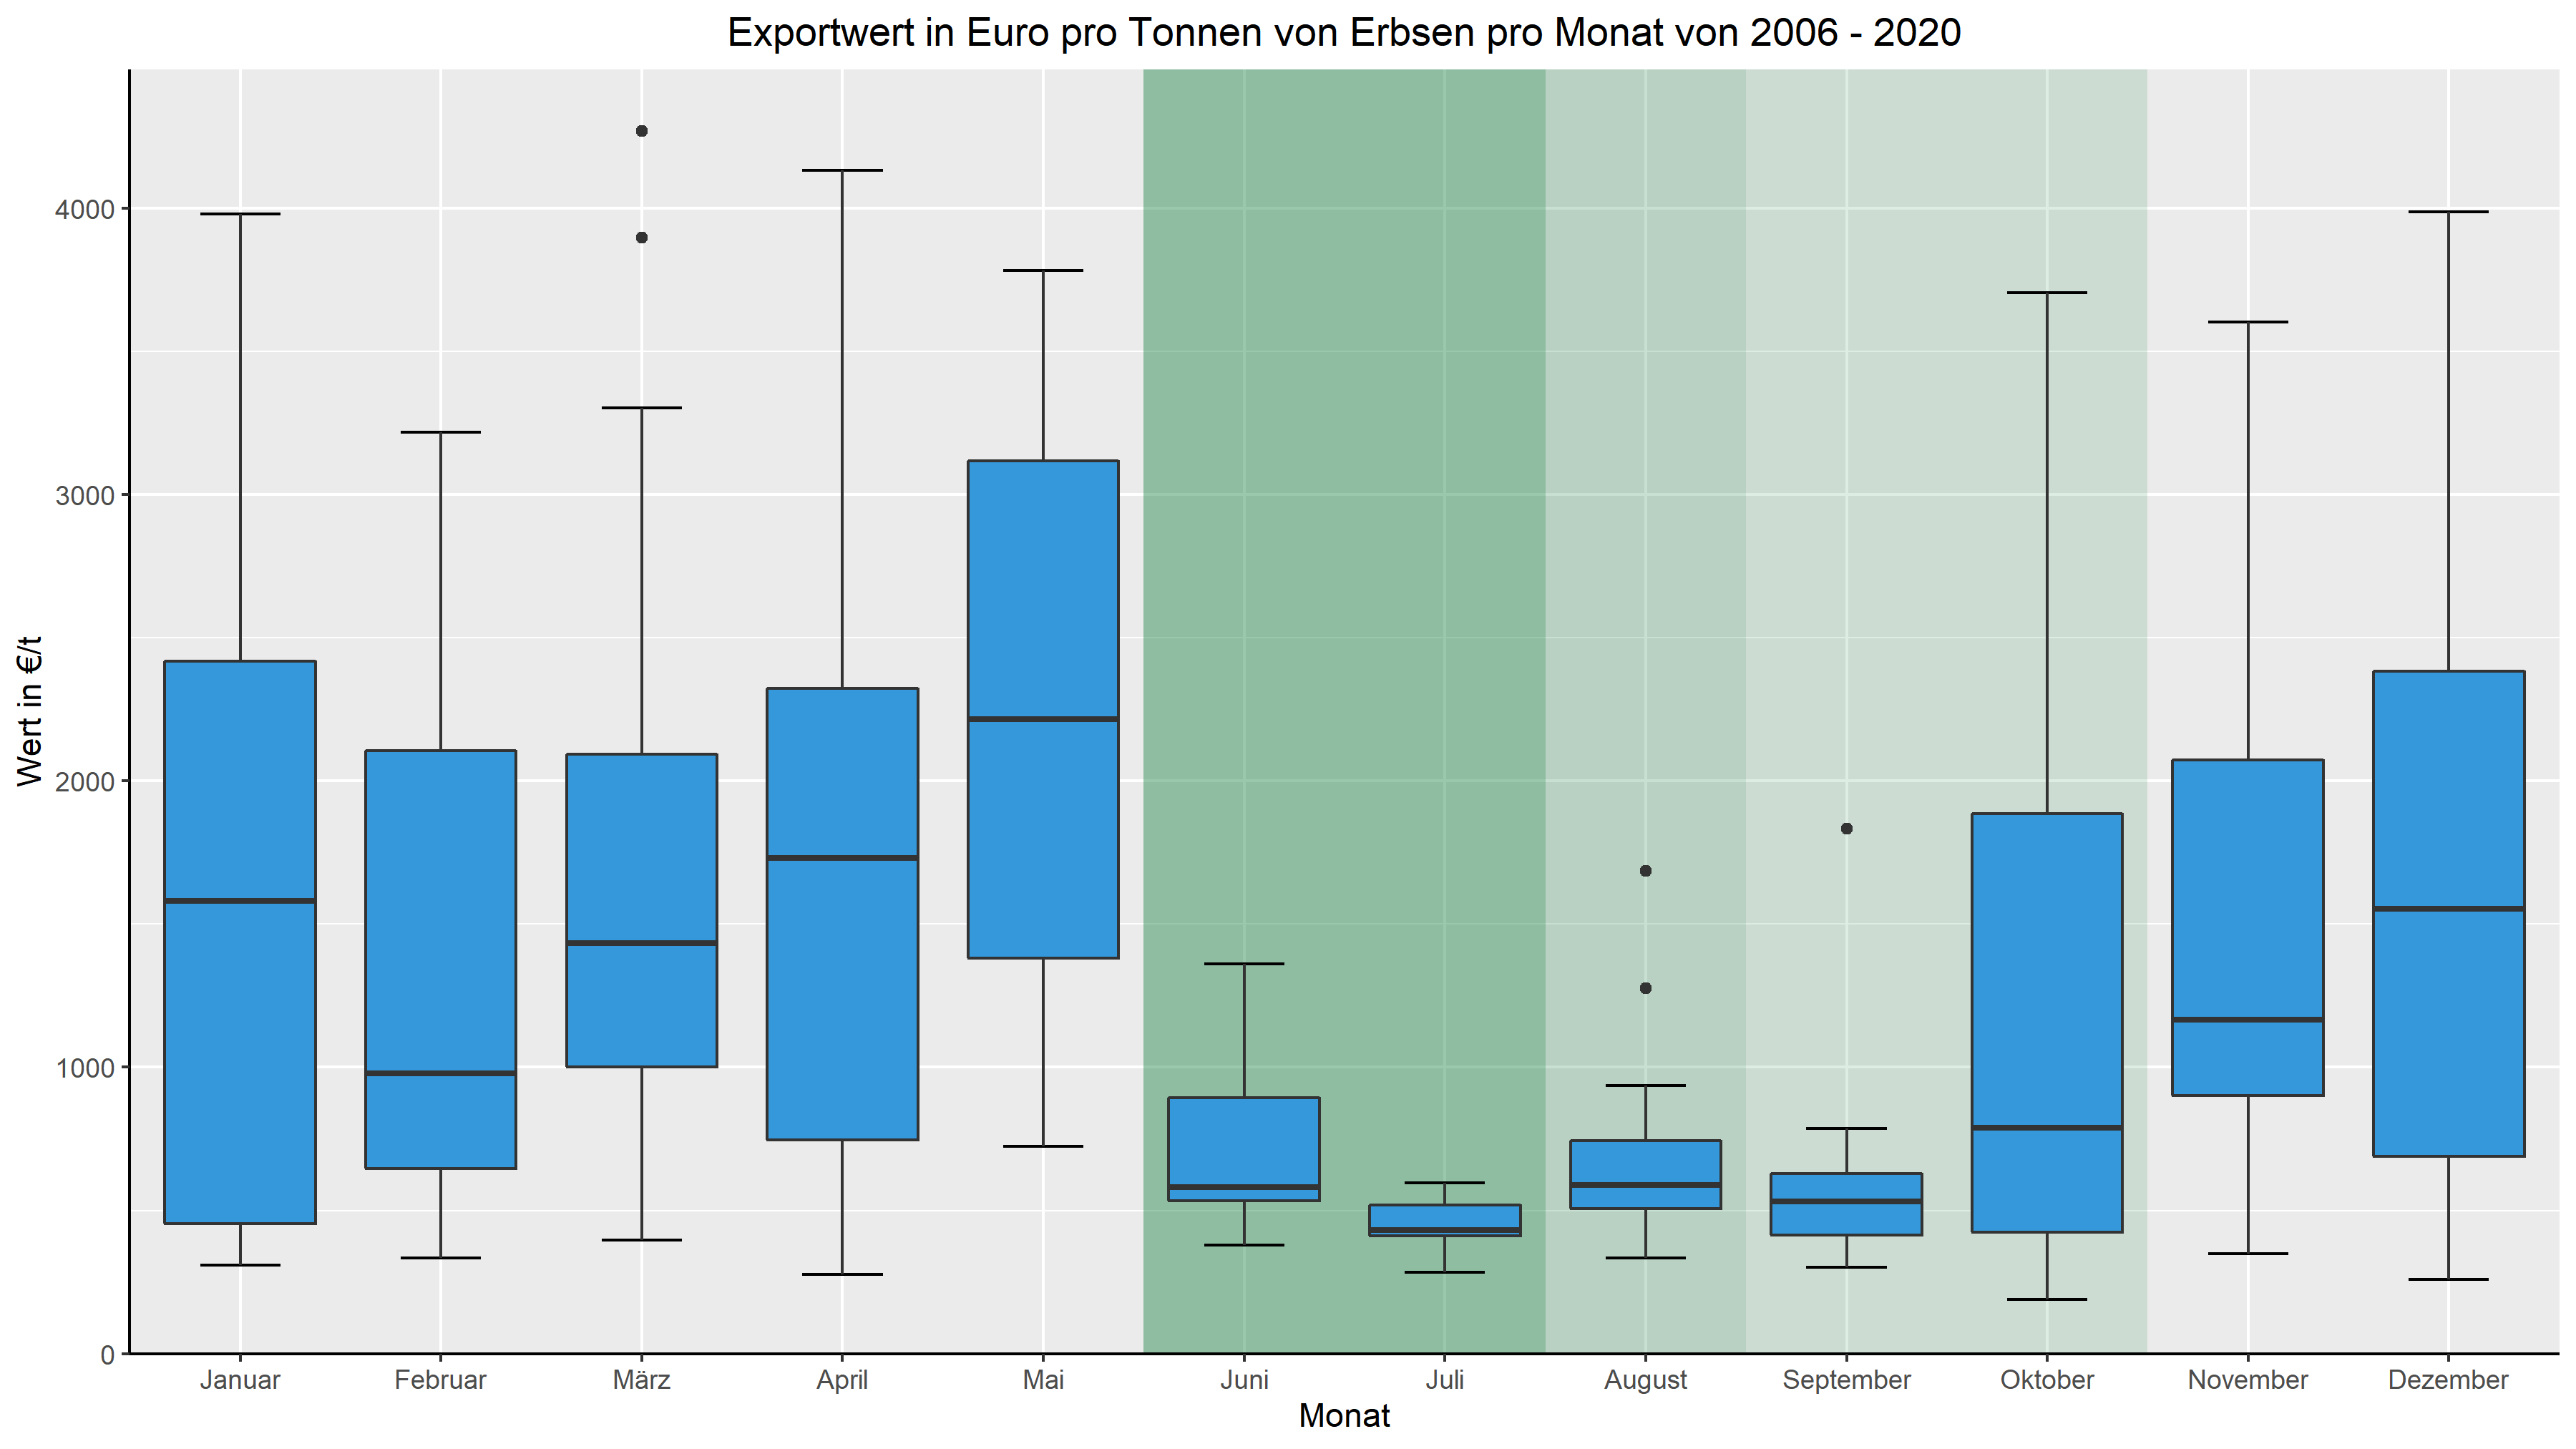 Exportwert in Euro pro Tonnen von Erbsen pro Monat von 2006 - 2020
Wert in €/t
4000
3000
2000
1000
0
Januar Februar März April Mai Juni Juli August September Oktober November Dezember
Monat